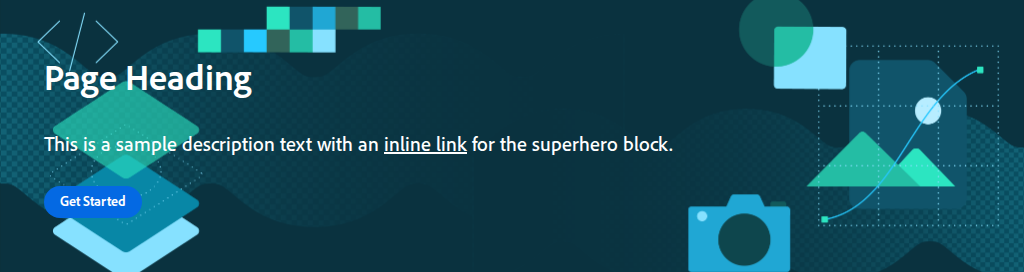 Page Heading
This is a sample description text with an inline link for the superhero block.
Get Started